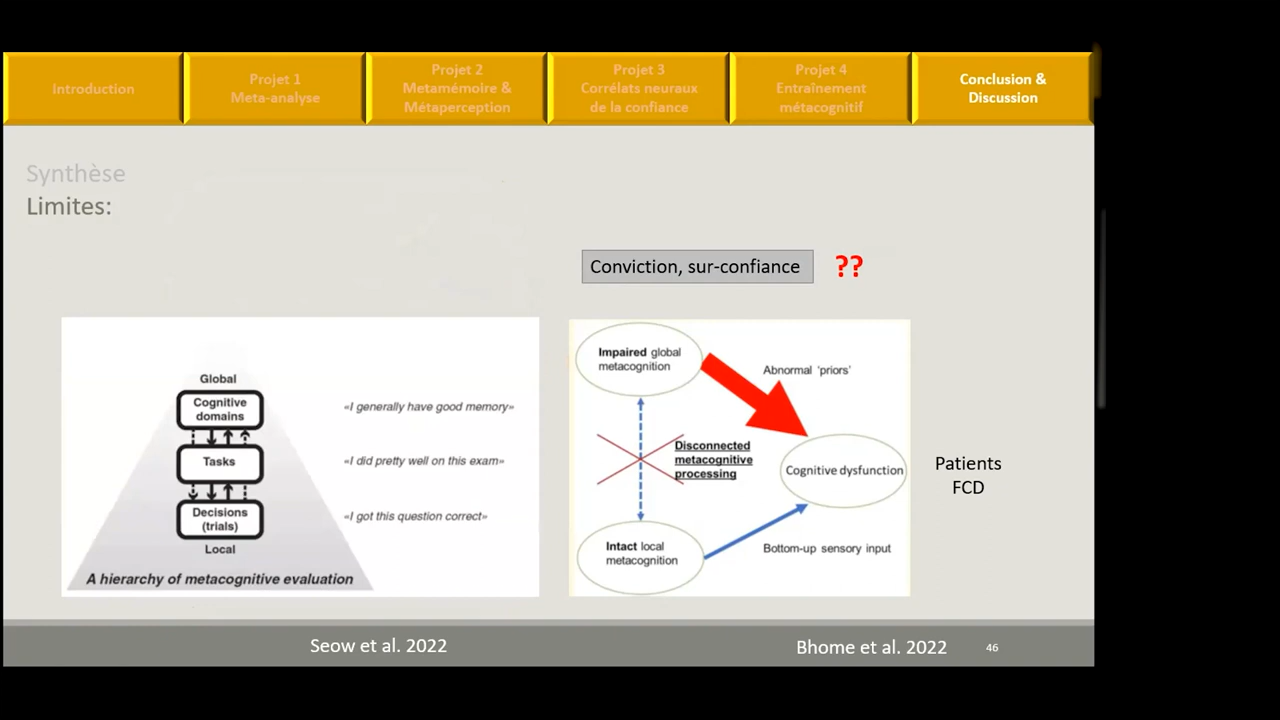 Introduction
Projet 1
Meta-analyse
Projet 2
Metamémoire &
Métaperception
Projet 3
Corrélats neuraux
de la confiance
Projet 4
Entraînement
métacognitif
Conclusion &
Discussion
Synthèse
Limites:
Conviction, sur-confiance
??
Global
Cognitive
domains
Tasks
Decisions
(trials)
Local
«I generally have good memory»
«I did pretty well on this exam»
«I got this question correct»
A hierarchy of metacognitive evaluation
Impaired global
metacognition
Abnormal 'priors'
Disconnected
metacognitive
processing
Cognitive dysfunction
Intact local
metacognition
Bottom-up sensory input
Patients
FCD
Seow et al. 2022
Bhome et al. 2022
46